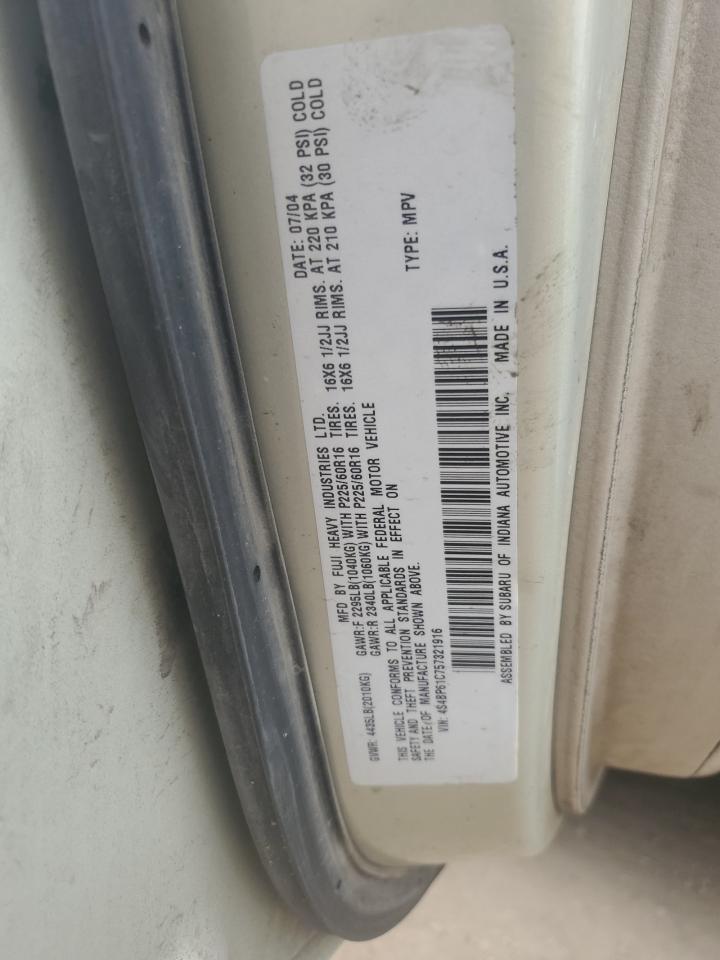 MFD BY FUJI HEAVY INDUSTRIES LTD. DATE: 07/04
GVWR: 4435LB(2010KG) GAWR:F 2295LB(1040KG) WITH P225/60R16 TIRES. 16X6 1/2JJ RIMS. AT 220 KPA (32 PSI) COLD
GAWR:R 2340LB(1060KG) WITH P225/60R16 TIRES. 16X6 1/2JJ RIMS. AT 210 KPA (30 PSI) COLD
THIS VEHICLE CONFORMS TO ALL APPLICABLE FEDERAL MOTOR VEHICLE
SAFETY AND THEFT PREVENTION STANDARDS IN EFFECT ON
THE DATE OF MANUFACTURE SHOWN ABOVE.
VIN: 4S4BP61C757321916 TYPE: MPV
ASSEMBLED BY SUBARU OF INDIANA AUTOMOTIVE INC. MADE IN U.S.A.